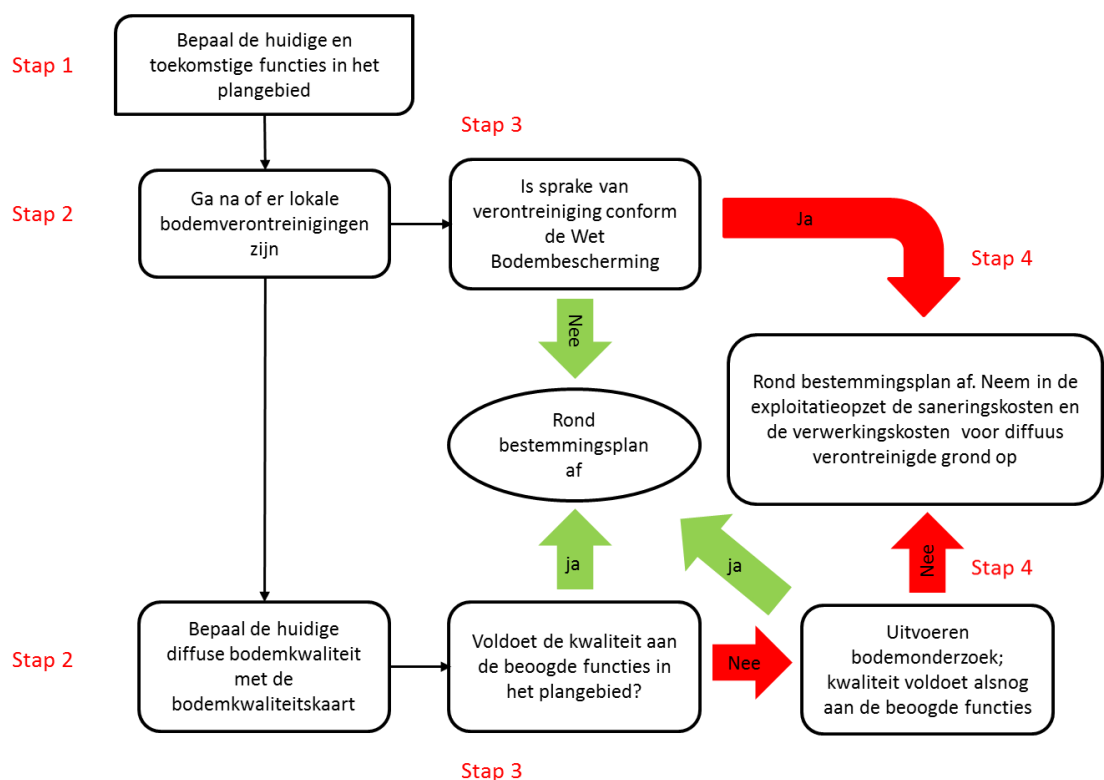 Bepaal de huidige en
toekomstige functies in het
plangebied
Stap 1
Stap 3
Stap 2
Ga na of er lokale
bodemverontreinigingen
zijn
Is sprake van
verontreiniging conform
de Wet
Bodembescherming
Ja
Stap 4
Nee
Rond
bestemmingsplan
af
Rond bestemmingsplan af. Neem in de
exploitatieopzet de saneringskosten en
de verwerkingskosten voor diffuus
verontreinigde grond op
ja
ja
Nee
Stap 4
Stap 2
Bepaal de huidige
diffuse bodemkwaliteit
met de
bodemkwaliteitskaart
Voldoet de kwaliteit aan
de beoogde functies in
het plangebied?
Nee
Uitvoeren
bodemonderzoek;
kwaliteit voldoet alsnog
aan de beoogde functies
Stap 3